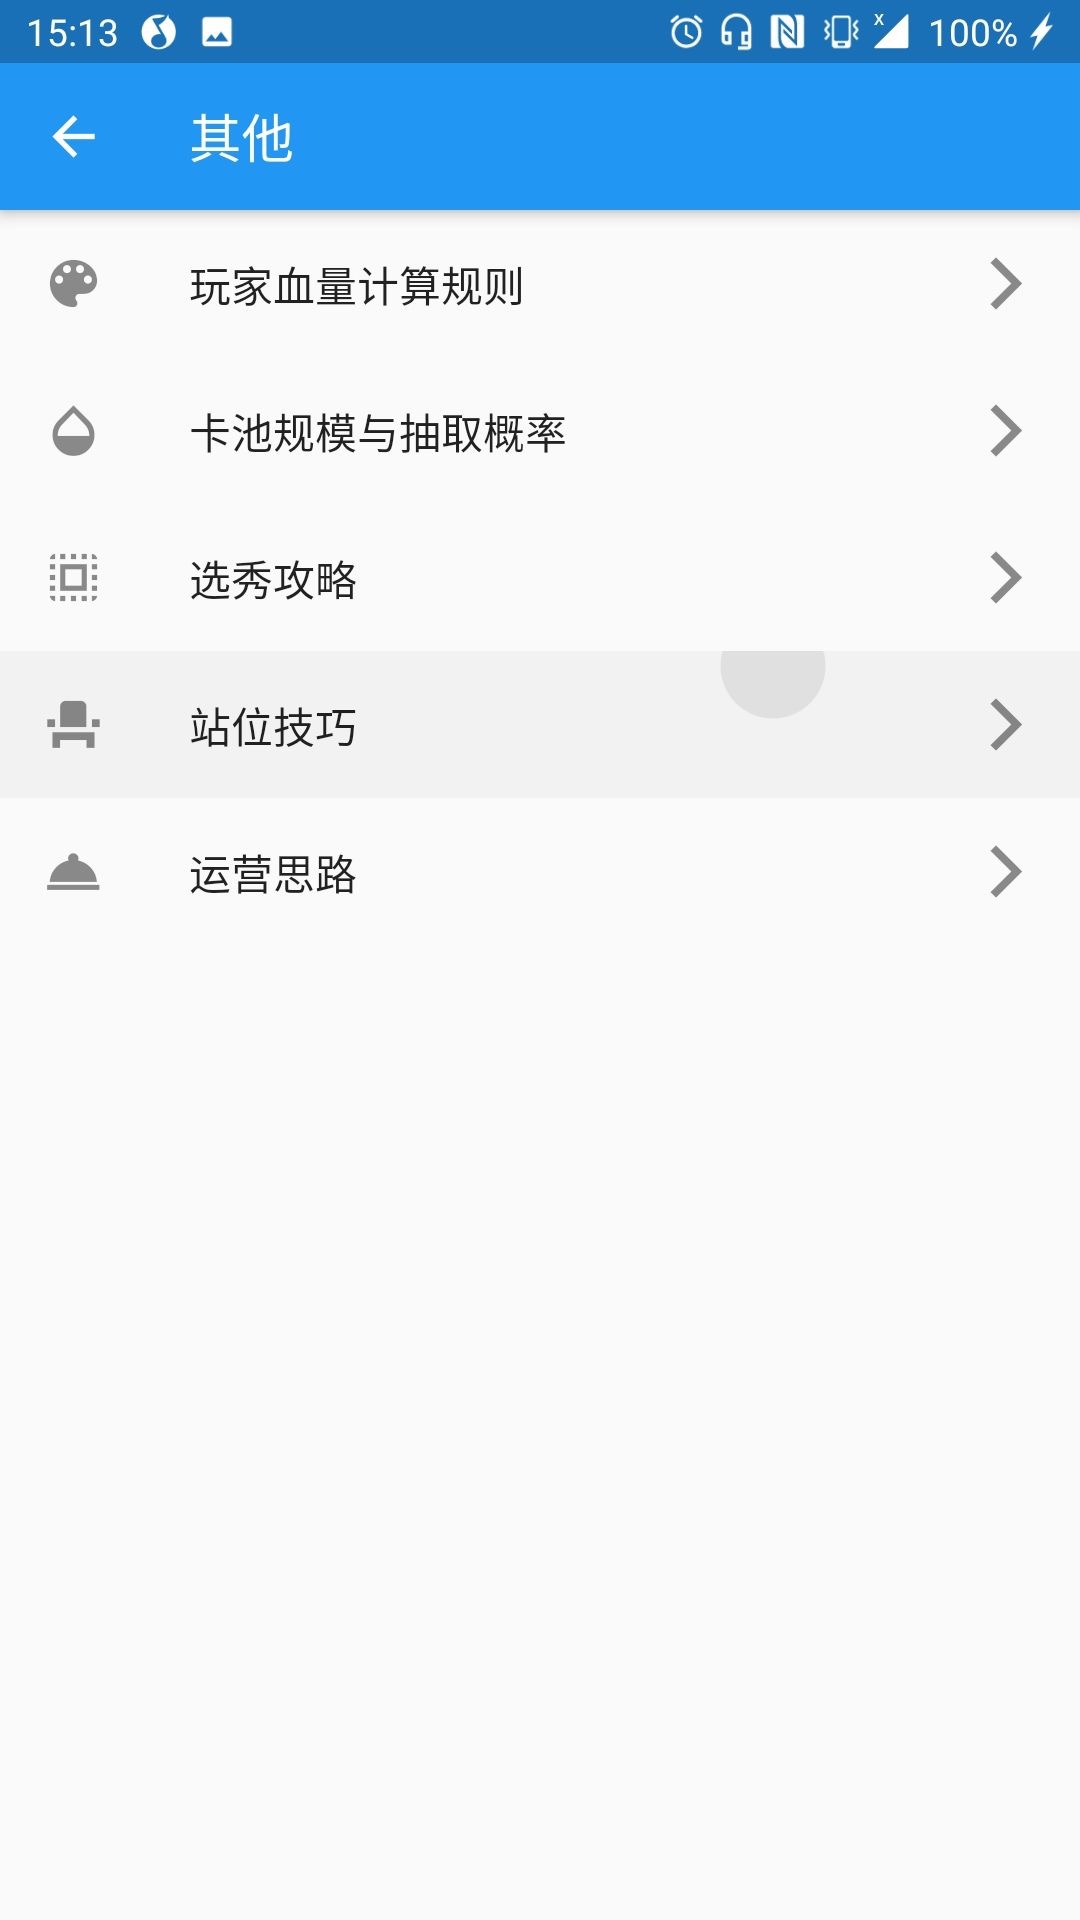 15:13
x
100%
其他
玩家血量计算规则
卡池规模与抽取概率
选秀攻略
站位技巧
运营思路